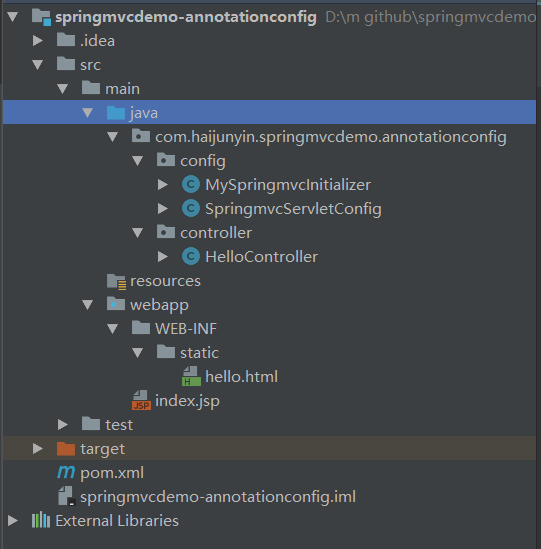 springmvcdemo-annotationconfig D:\m github\springmvcdemo
.idea
src
main
java
com.haijunyin.springmvcdemo.annotationconfig
config
MySpringmvcInitializer
SpringmvcServletConfig
controller
HelloController
resources
webapp
WEB-INF
static
H
hello.html
JSP
index.jsp
test
target
m pom.xml
springmvcdemo-annotationconfig.iml
External Libraries